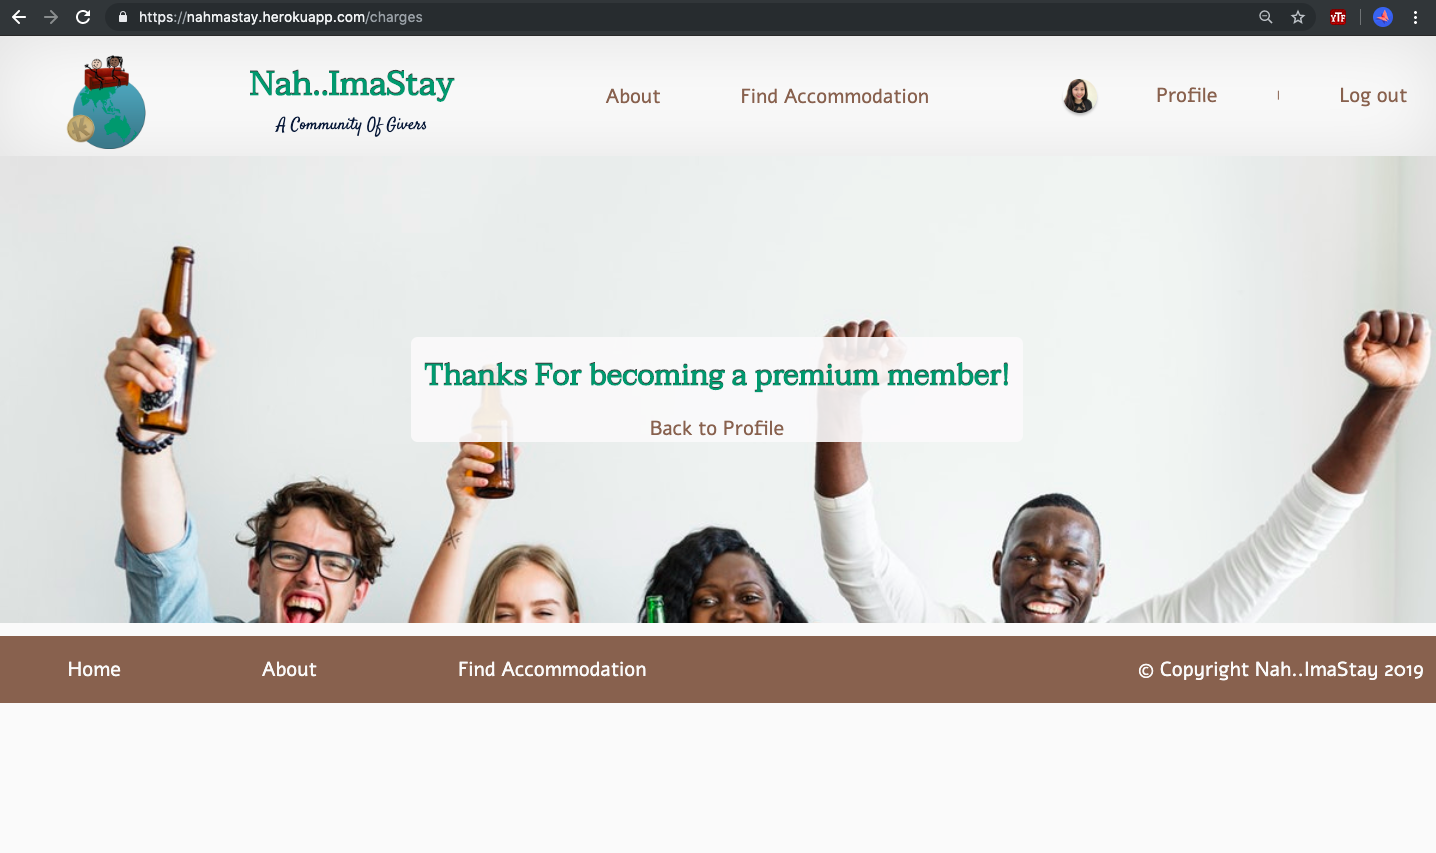 https://nahmastay.herokuapp.com/charges
YTF
Nah..ImaStay
A Community Of Givers
About
Find Accommodation
Profile
|
Log out
Thanks For becoming a premium member!
Back to Profile
Home
About
Find Accommodation
© Copyright Nah..ImaStay 2019